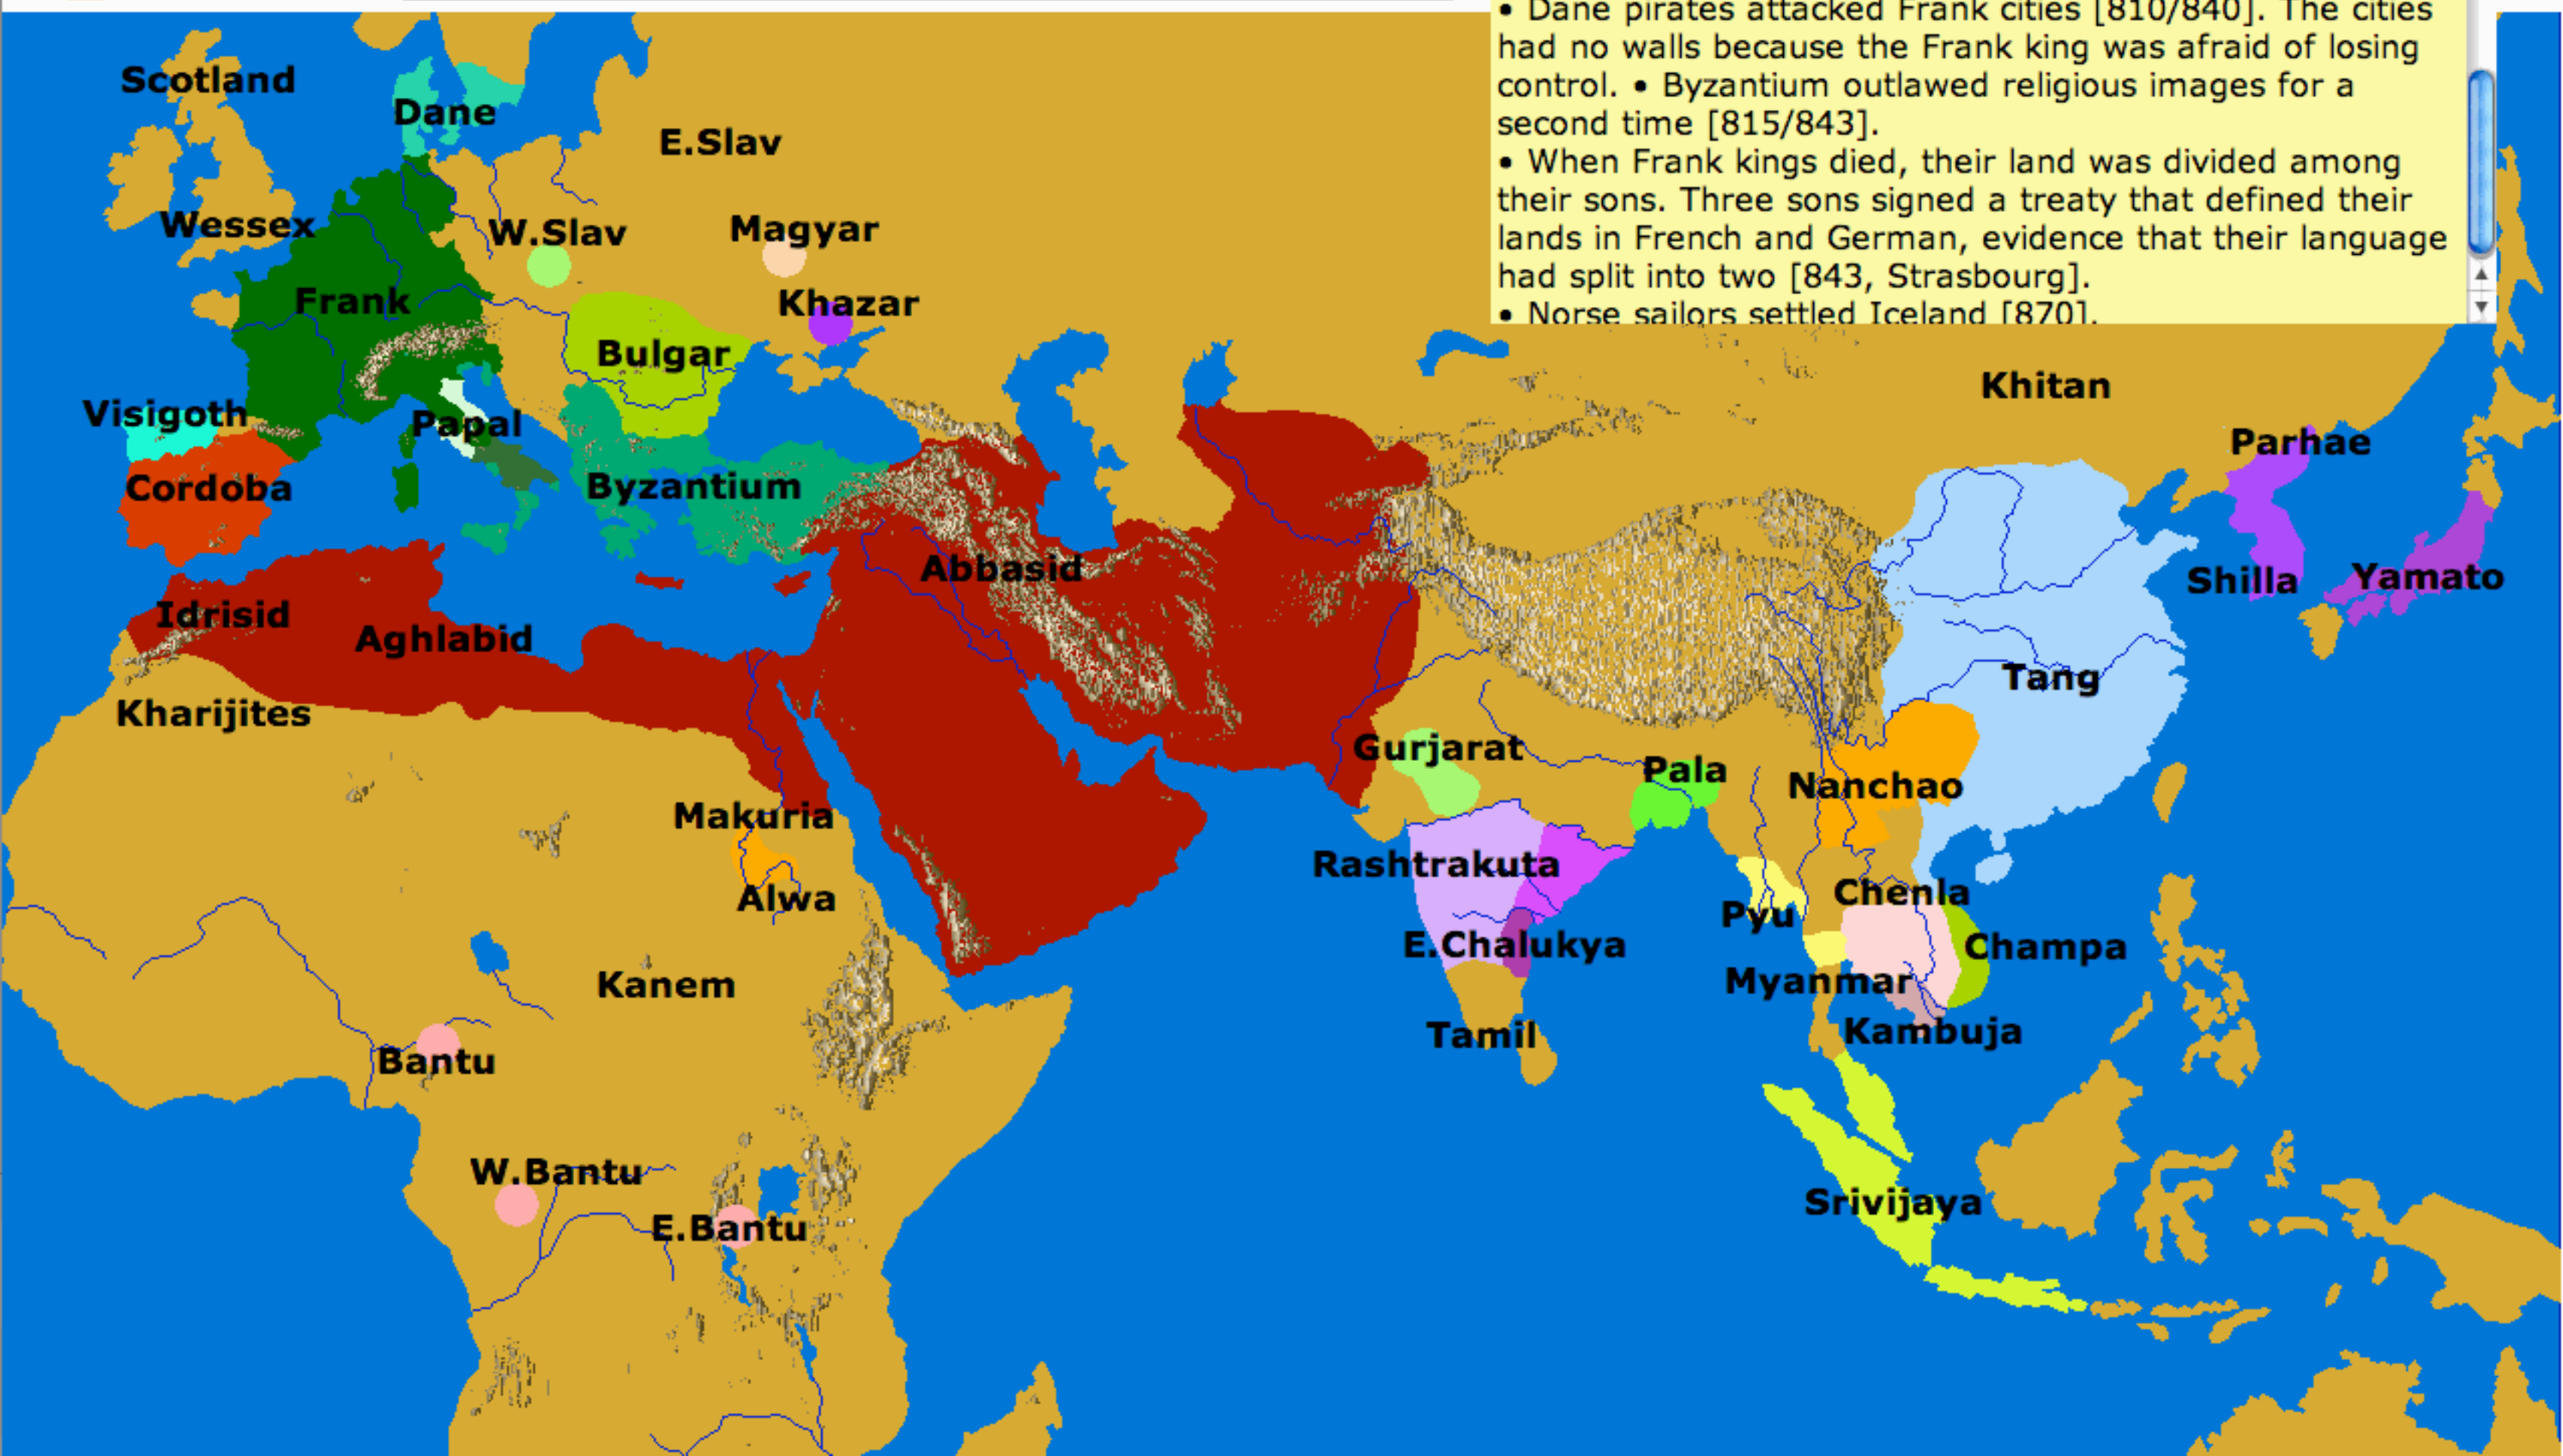 • Dane pirates attacked Frank cities [810/840]. The cities
had no walls because the Frank king was afraid of losing
control. • Byzantium outlawed religious images for a
second time [815/843].
• When Frank kings died, their land was divided among
their sons. Three sons signed a treaty that defined their
lands in French and German, evidence that their language
had split into two [843, Strasbourg].
• Norse sailors settled Iceland [870].
Scotland
Dane
E.Slav
Wessex
W.Slav
Magyar
Frank
Khazar
Bulgar
Khitan
Visigoth
Papal
Parhae
Cordoba
Byzantium
Abbasid
Shilla
Yamato
Idrisid
Aghlabid
Tang
Kharijites
Gurjarat
Pala
Nanchao
Makuria
Rashtrakuta
Alwa
Chenla
Pyu
E.Chalukya
Champa
Kanem
Myanmar
Tamil
Kambuja
Bantu
W.Bantu
Srivijaya
E.Bantu